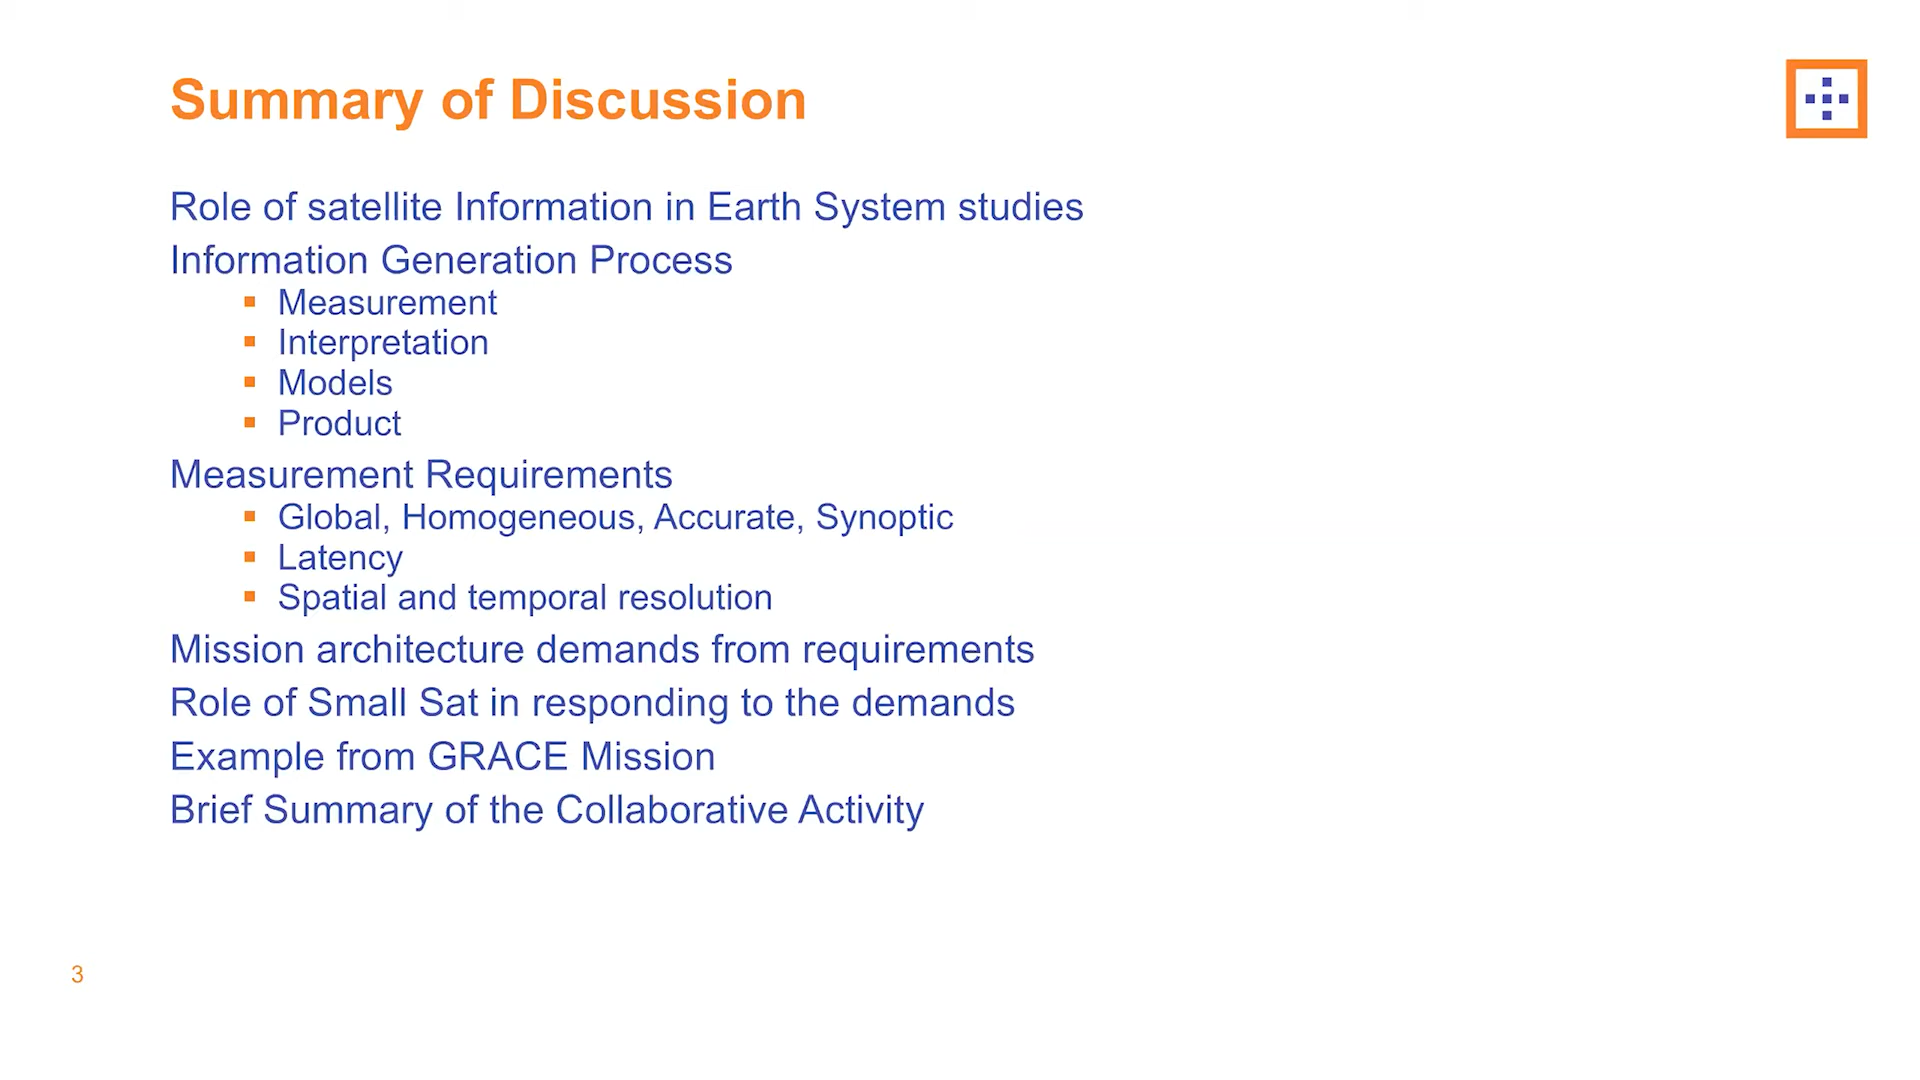 Summary of Discussion
Role of satellite Information in Earth System studies
Information Generation Process
Measurement
Interpretation
Models
Product
Measurement Requirements
Global, Homogeneous, Accurate, Synoptic
Latency
Spatial and temporal resolution
Mission architecture demands from requirements
Role of Small Sat in responding to the demands
Example from GRACE Mission
Brief Summary of the Collaborative Activity
3